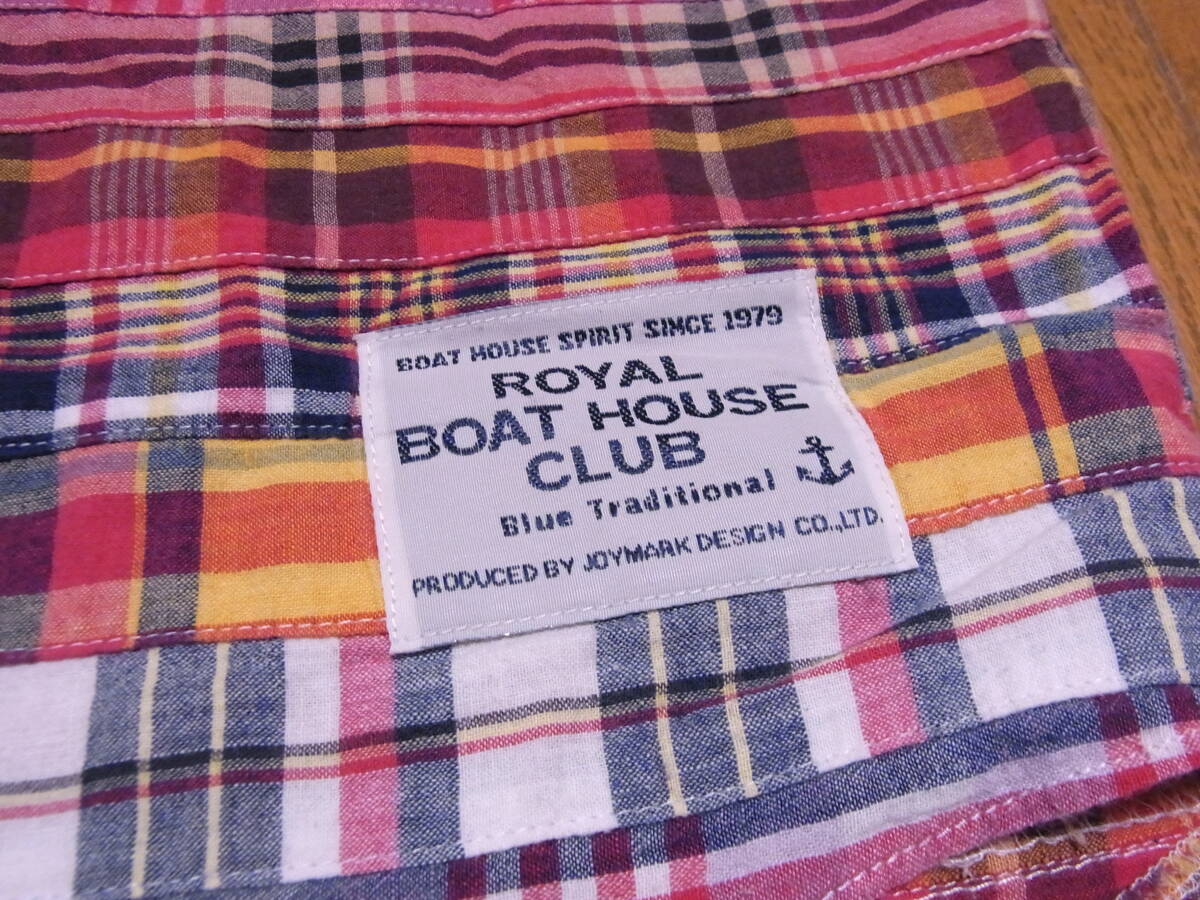 BOAT HOUSE SPIRIT SINCE 1979
ROYAL
BOAT HOUSE
CLUB
Blue Traditional
PRODUCED BY JOYMARK DESIGN CO.,LTD.